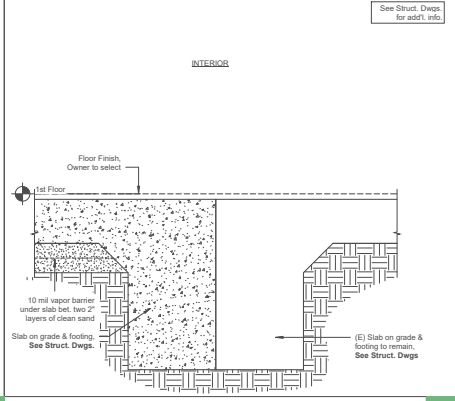 See Struct. Dwgs.
for add'l. info.
INTERIOR
Floor Finish,
Owner to select
1st Floor
10 mil vapor barrier
under slab bet. two 2"
layers of clean sand
Slab on grade & footing,
See Struct. Dwgs.
(E) Slab on grade &
footing to remain,
See Struct. Dwgs